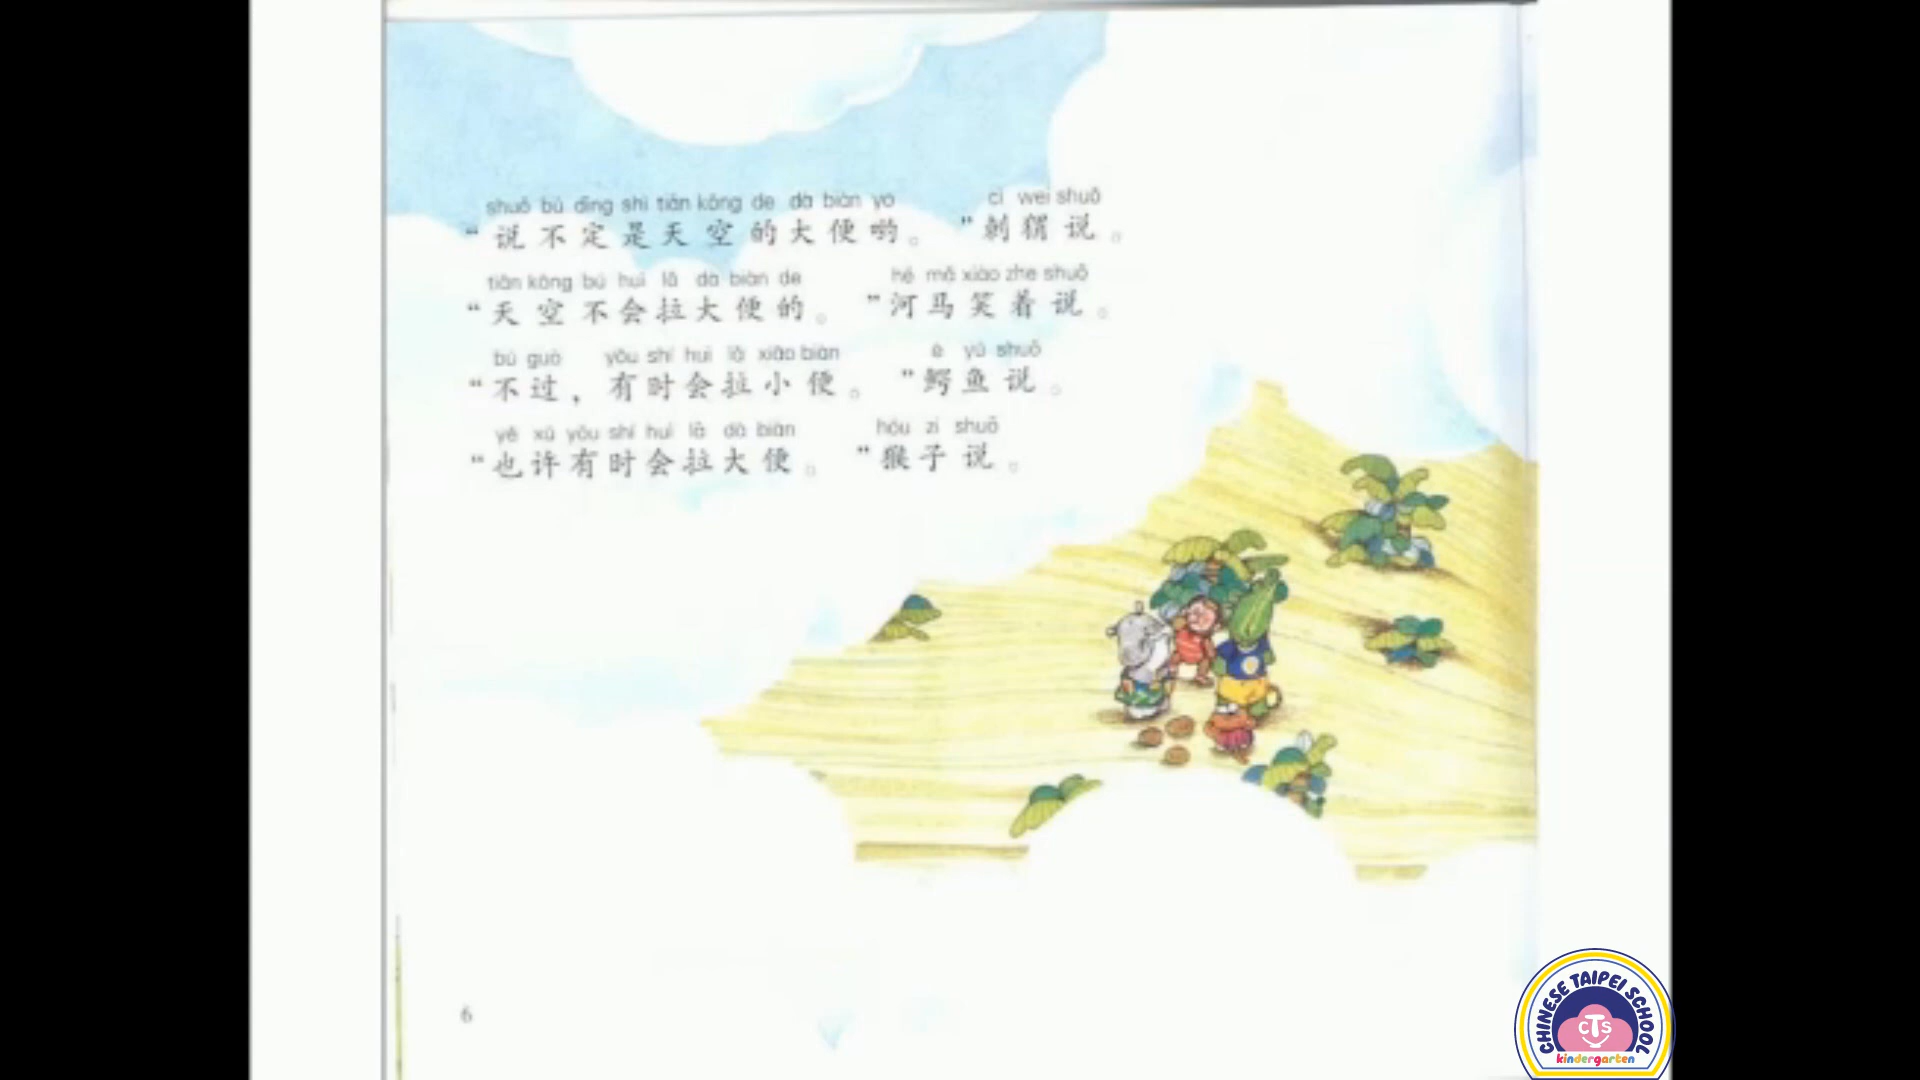 shuō bù dìng shì tiān kōng de dà biàn yo cì wei shuō
“说不定是天空的大便哟。”刺猬说。
tiān kōng bú huì lā dà biàn de hé mǎ xiào zhe shuō
“天空不会拉大便的。”河马笑着说。
bú guò yǒu shí huì lā xiǎo biàn è yú shuō
“不过，有时会拉小便。”鳄鱼说。
yě xǔ yǒu shí huì lā dà biàn hóu zi shuō
“也许有时会拉大便。”猴子说。
6
CHINESE TAIPEI SCHOOL
CTS
kindergarten